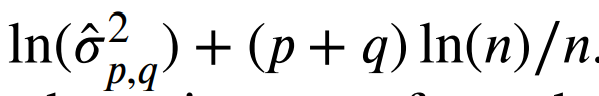 ln(σ̂²_{p,q}) + (p + q) ln(n)/n.